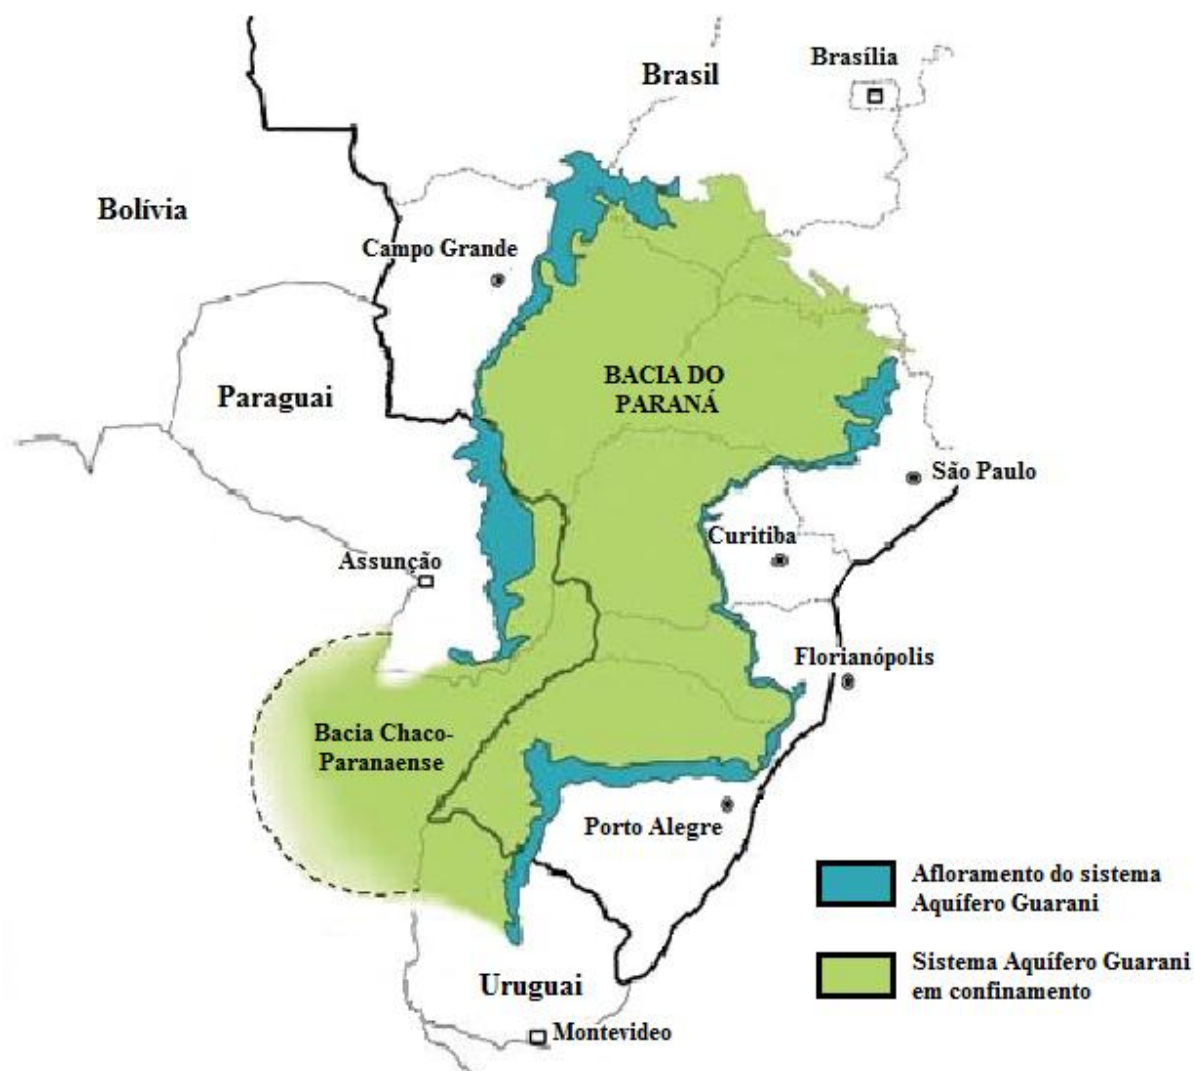 Brasília
Brasil
Bolívia
Campo Grande
BACIA DO
PARANÁ
Paraguai
São Paulo
Curitiba
Assunção
Florianópolis
Bacia Chaco-
Paranaense
Porto Alegre
Afloramento do sistema
Aquífero Guarani
Sistema Aquífero Guarani
em confinamento
Uruguai
Montevideo